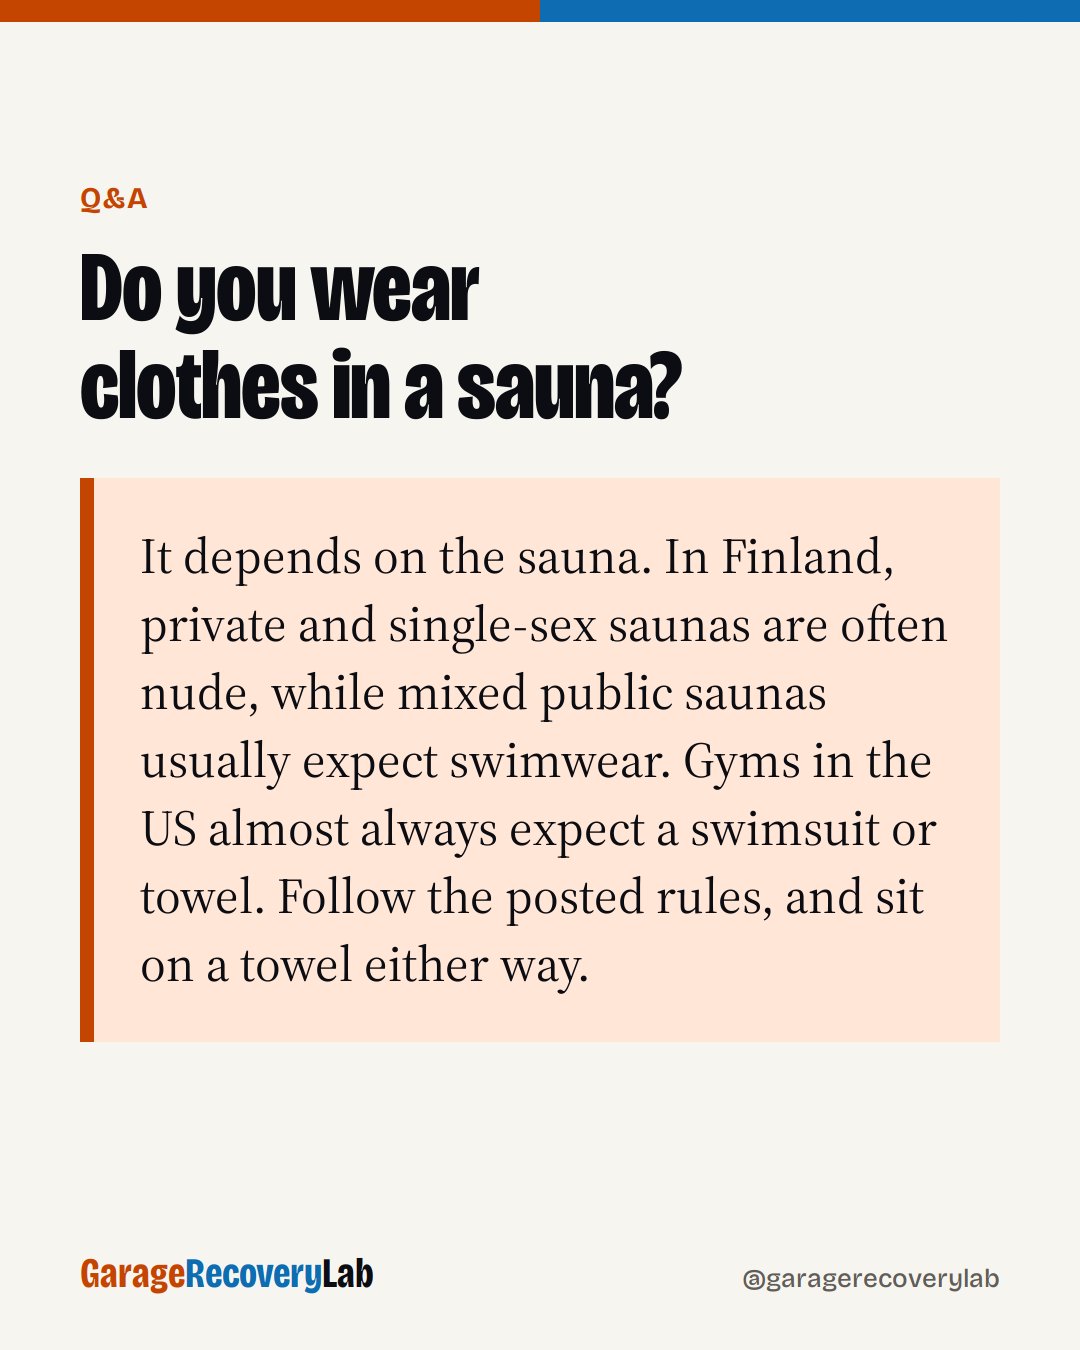 Q&A
Do you wear
clothes in a sauna?
It depends on the sauna. In Finland,
private and single-sex saunas are often
nude, while mixed public saunas
usually expect swimwear. Gyms in the
US almost always expect a swimsuit or
towel. Follow the posted rules, and sit
on a towel either way.
GarageRecoveryLab
@garagerecoverylab